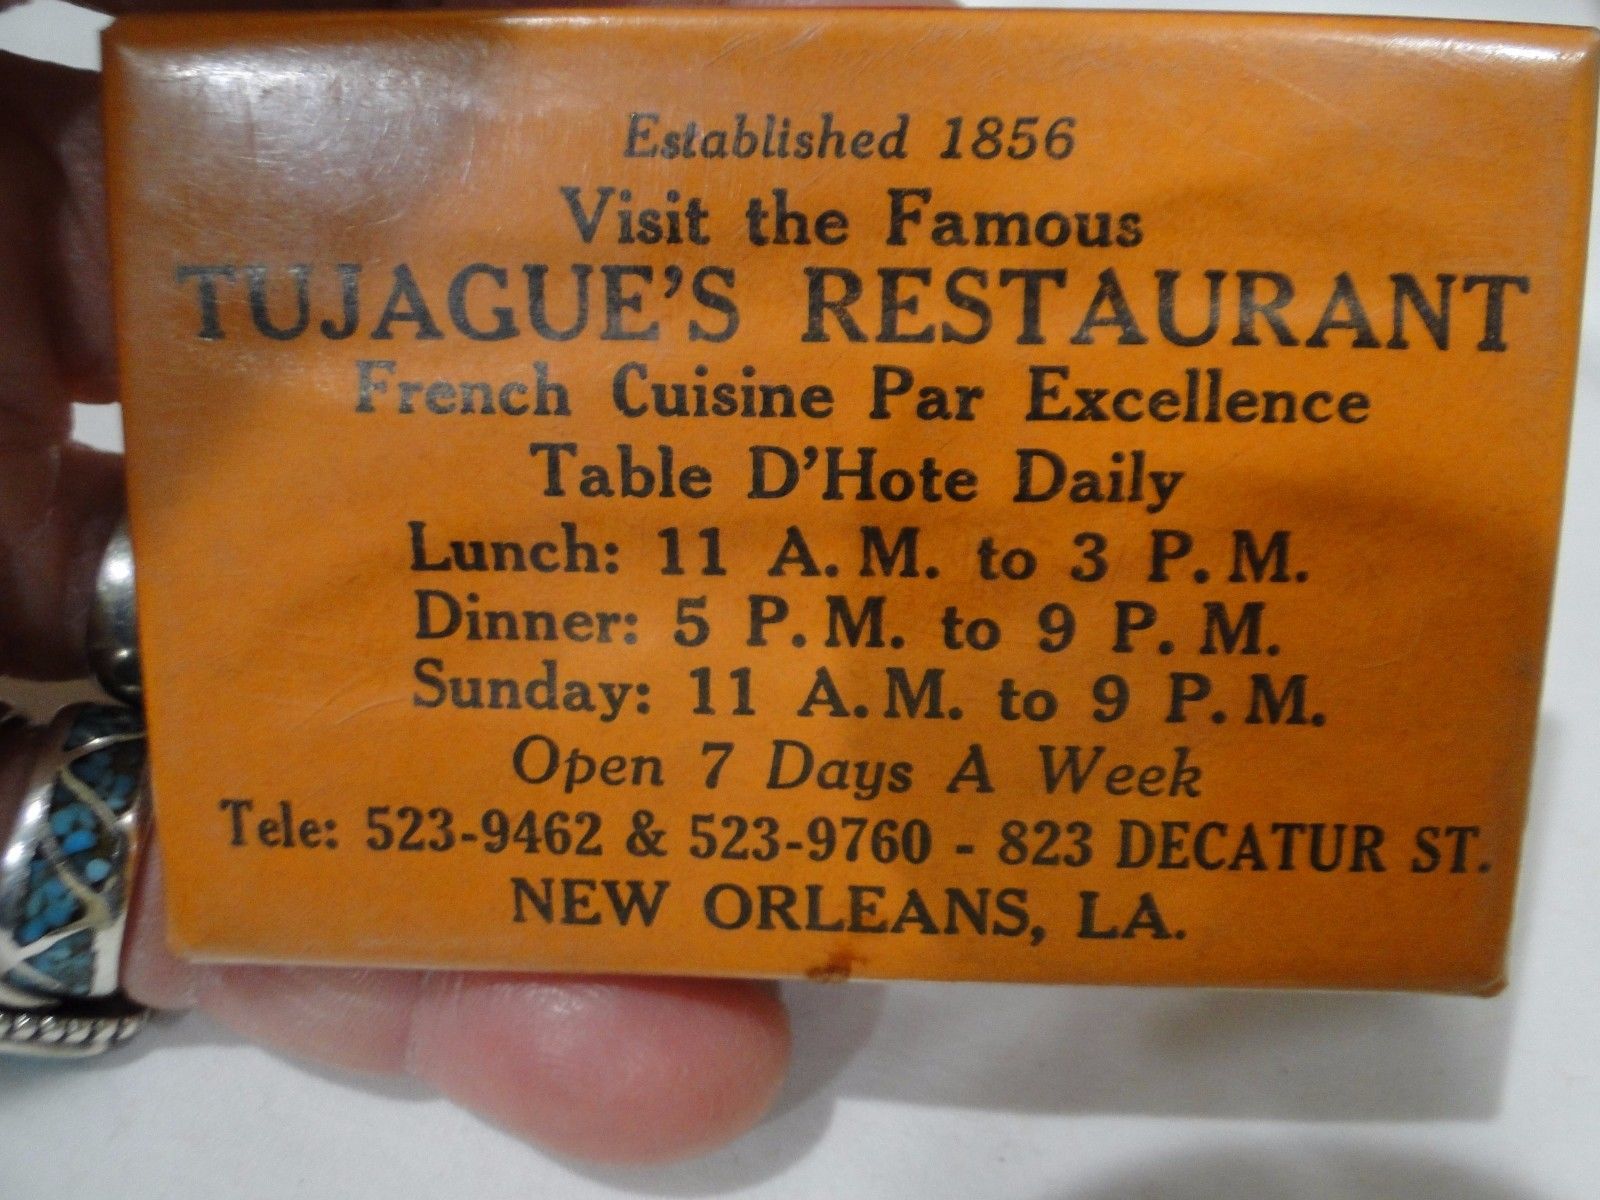 Established 1856
Visit the Famous
TUJAGUE'S RESTAURANT
French Cuisine Par Excellence
Table D'Hote Daily
Lunch: 11 A.M. to 3 P.M.
Dinner: 5 P.M. to 9 P.M.
Sunday: 11 A.M. to 9 P.M.
Open 7 Days A Week
Tele: 523-9462 & 523-9760 - 823 DECATUR ST.
NEW ORLEANS, LA.